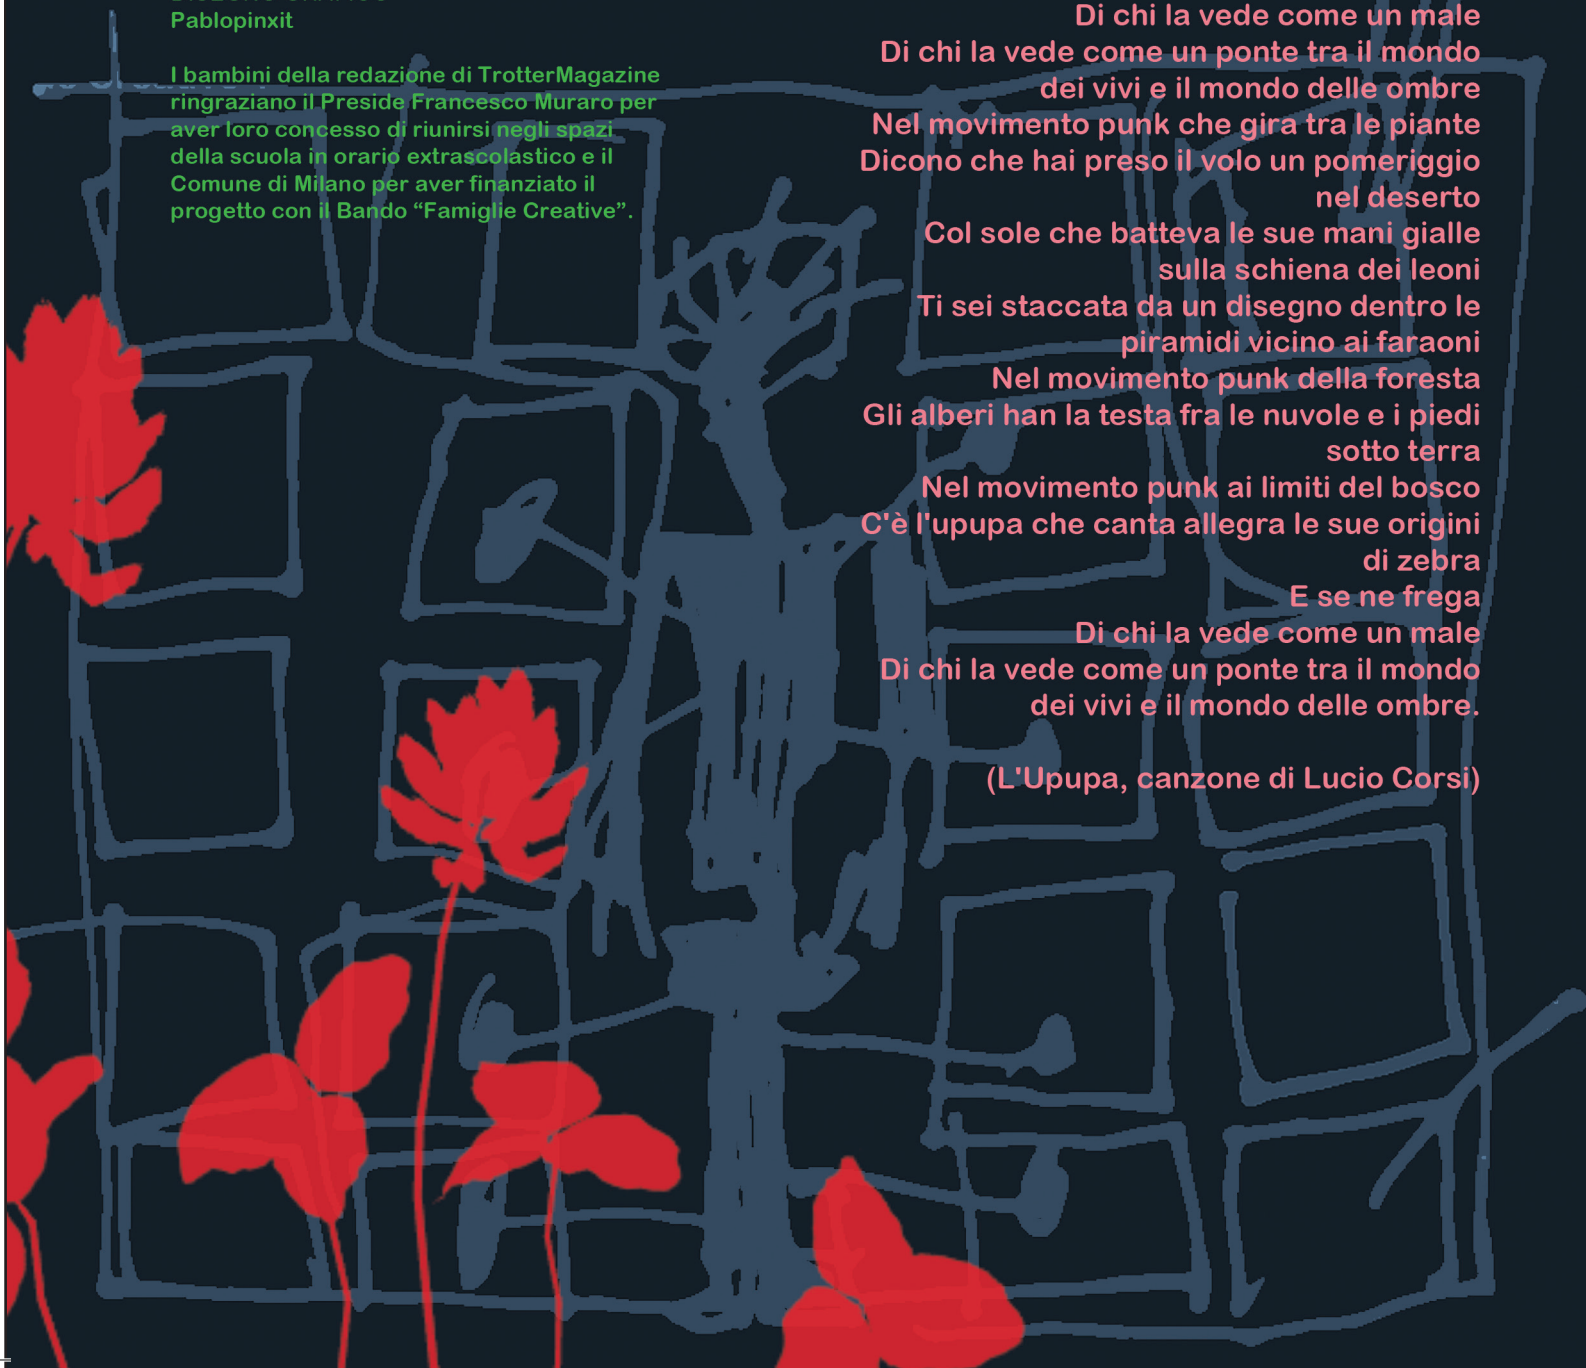 Pablopinxit
I bambini della redazione di TrotterMagazine
ringraziano il Preside Francesco Muraro per
aver loro concesso di riunirsi negli spazi
della scuola in orario extrascolastico e il
Comune di Milano per aver finanziato il
progetto con il Bando “Famiglie Creative”.
Di chi la vede come un male
Di chi la vede come un ponte tra il mondo
dei vivi e il mondo delle ombre
Nel movimento punk che gira tra le piante
Dicono che hai preso il volo un pomeriggio
nel deserto
Col sole che batteva le sue mani gialle
sulla schiena dei leoni
Ti sei staccata da un disegno dentro le
piramidi vicino ai faraoni
Nel movimento punk della foresta
Gli alberi han la testa fra le nuvole e i piedi
sotto terra
Nel movimento punk ai limiti del bosco
C'è l'upupa che canta allegra le sue origini
di zebra
E se ne frega
Di chi la vede come un male
Di chi la vede come un ponte tra il mondo
dei vivi e il mondo delle ombre.
(L'Upupa, canzone di Lucio Corsi)